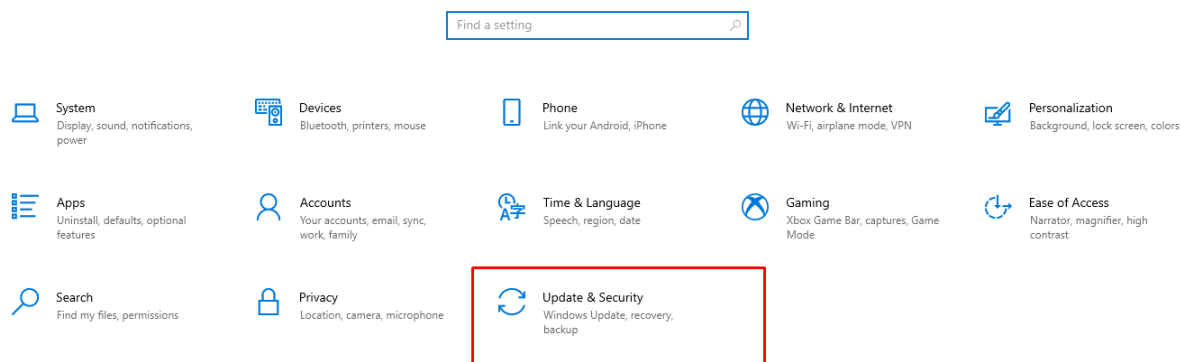 Find a setting
System
Display, sound, notifications,
power
Devices
Bluetooth, printers, mouse
Phone
Link your Android, iPhone
Network & Internet
Wi-Fi, airplane mode, VPN
Personalization
Background, lock screen, colors
Apps
Uninstall, defaults, optional
features
Accounts
Your accounts, email, sync,
work, family
Time & Language
Speech, region, date
Gaming
Xbox Game Bar, captures, Game
Mode
Ease of Access
Narrator, magnifier, high
contrast
Search
Find my files, permissions
Privacy
Location, camera, microphone
Update & Security
Windows Update, recovery,
backup